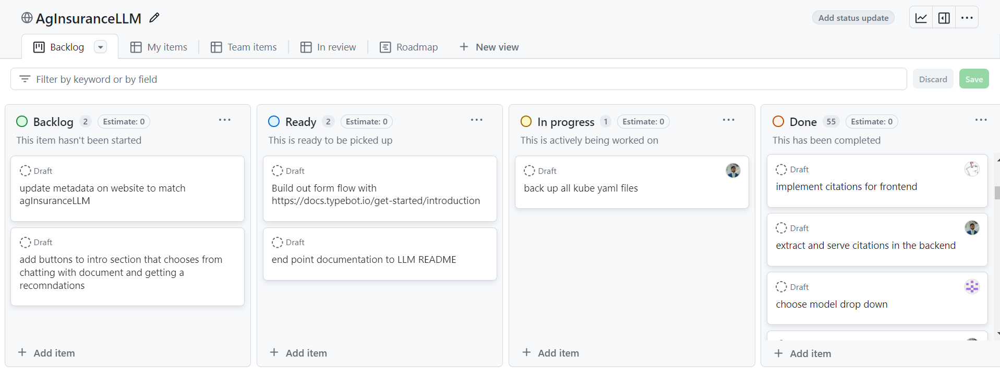 AgInsuranceLLM
Add status update
Backlog
My items
Team items
In review
Roadmap
New view
Filter by keyword or by field
Discard
Save
Backlog 2 Estimate: 0
This item hasn't been started
Draft
update metadata on website to match
agInsuranceLLM
Draft
add buttons to intro section that chooses from
chatting with document and getting a
recomndations
Add item
Ready 2 Estimate: 0
This is ready to be picked up
Draft
Build out form flow with
https://docs.typebot.io/get-started/introduction
Draft
end point documentation to LLM README
Add item
In progress 1 Estimate: 0
This is actively being worked on
Draft
back up all kube yaml files
Add item
Done 55 Estimate: 0
This has been completed
Draft
implement citations for frontend
Draft
extract and serve citations in the backend
Draft
choose model drop down
Add item